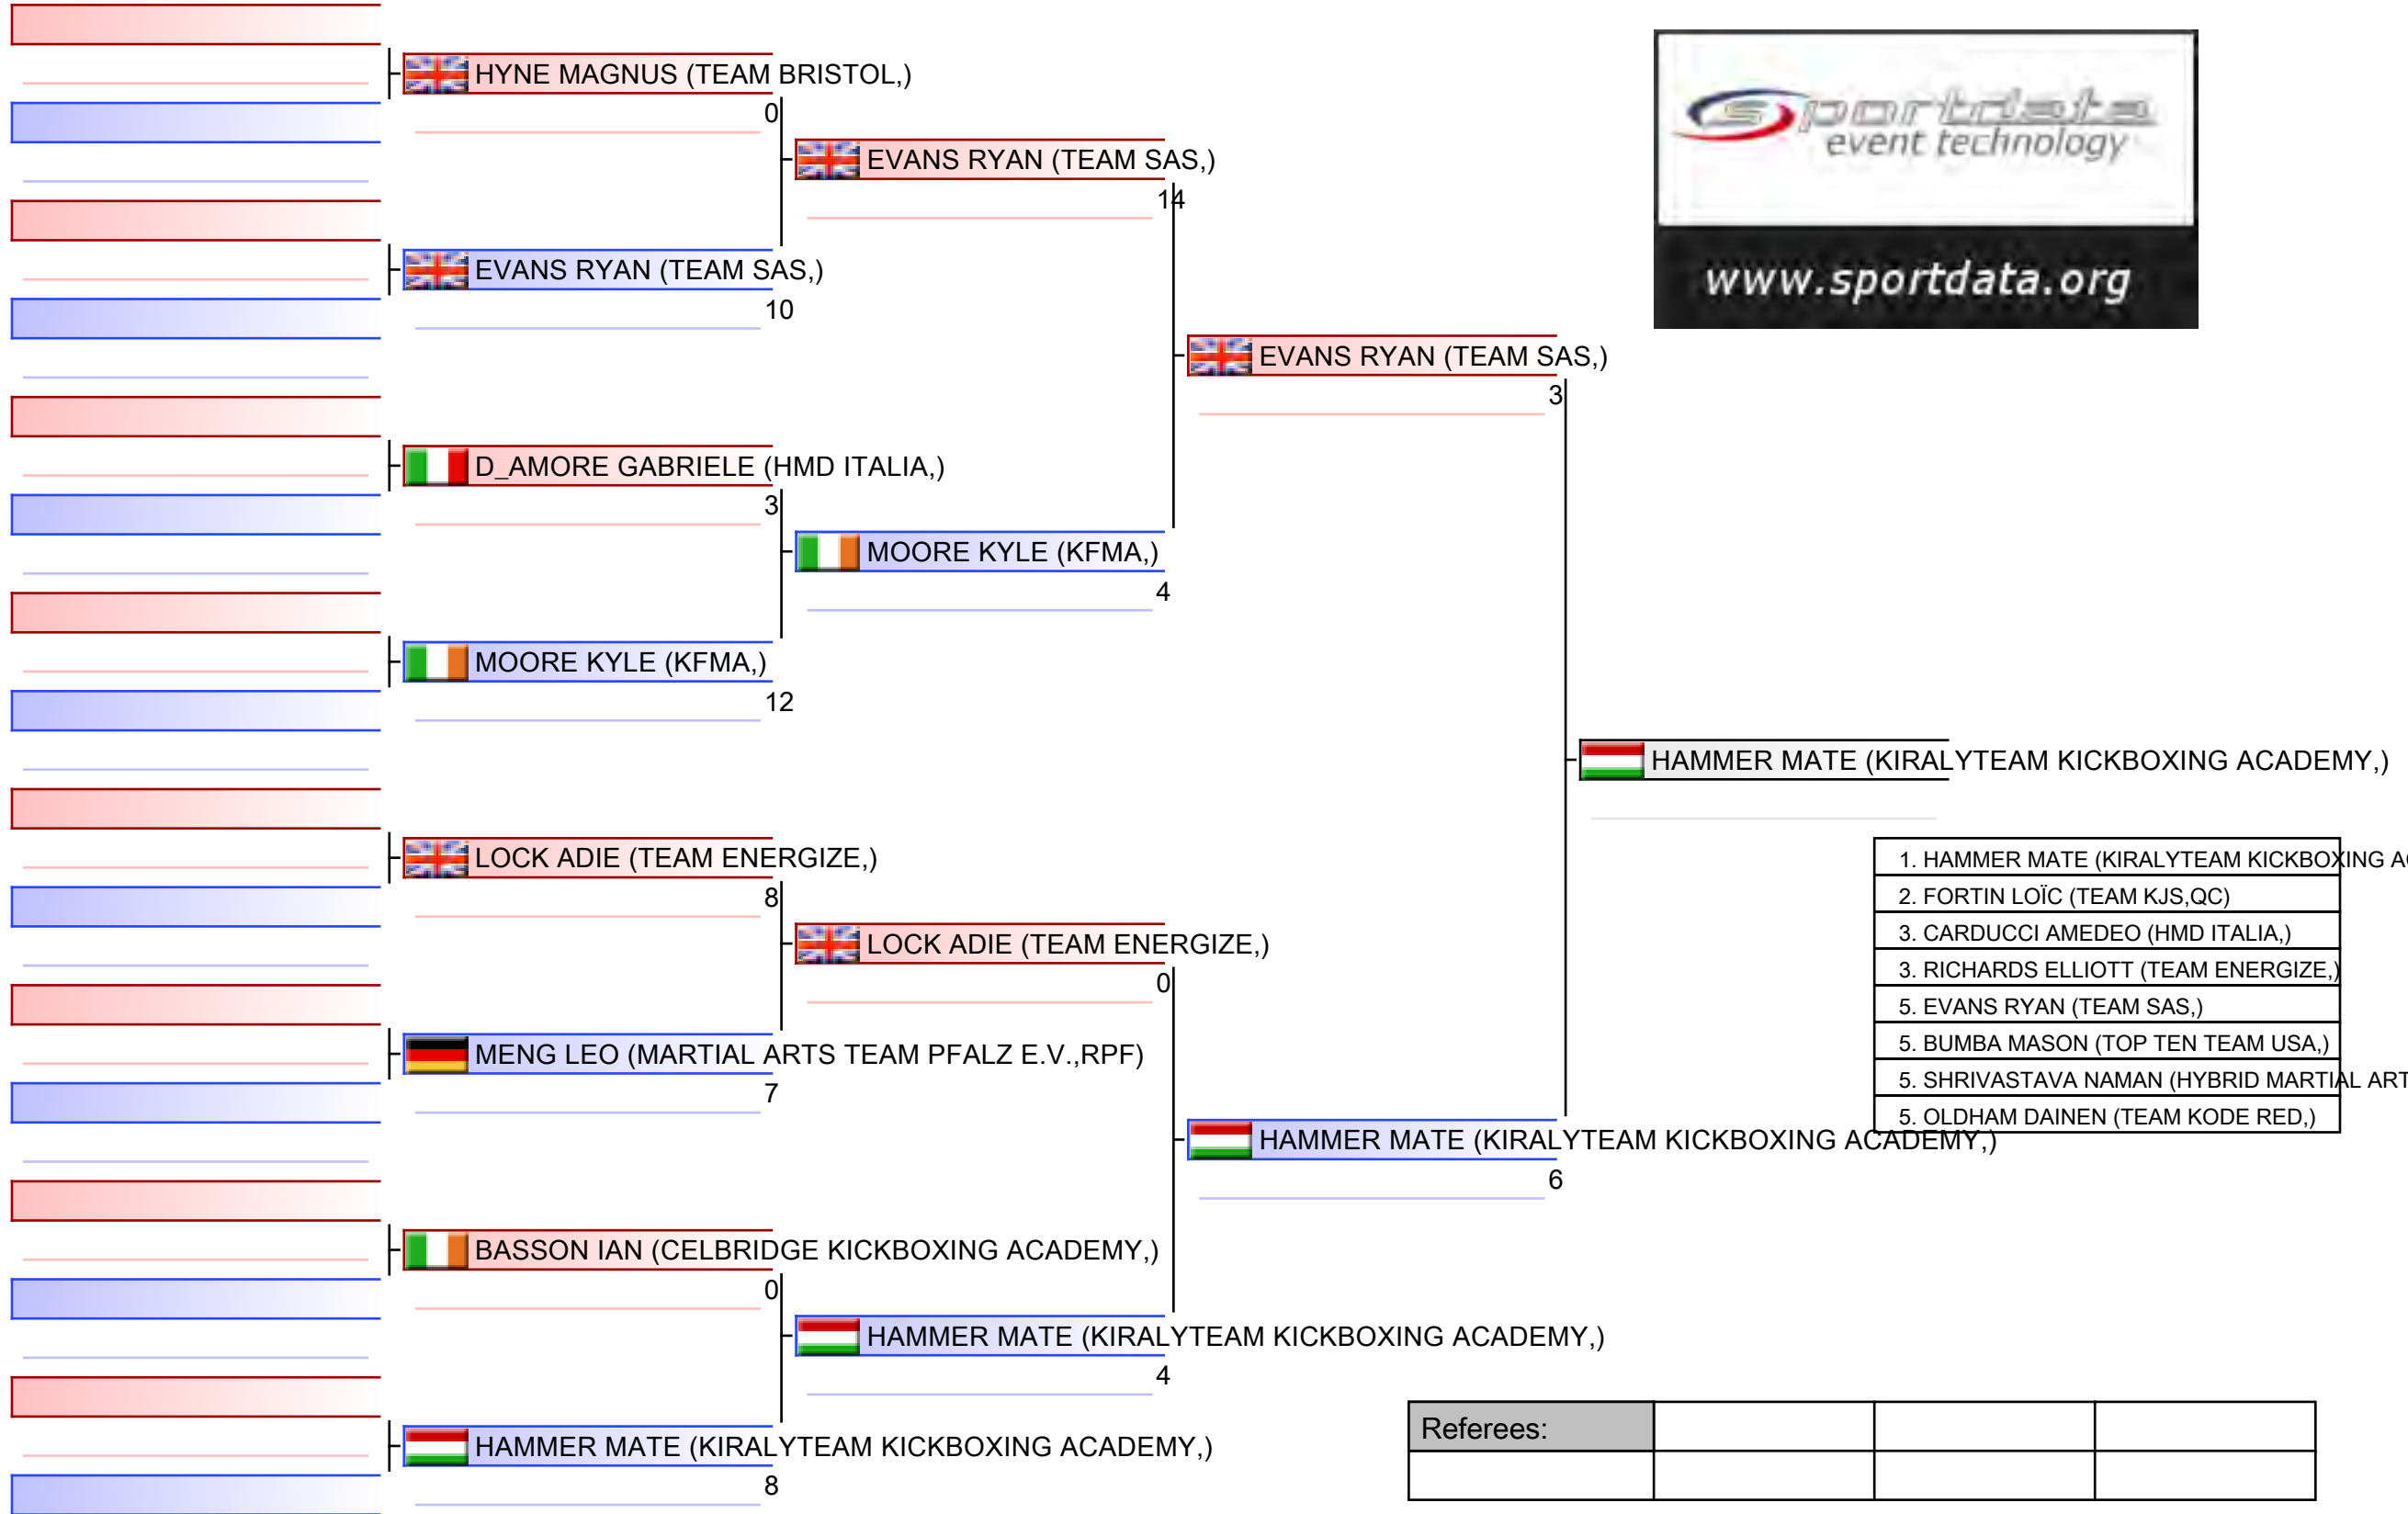 HYNE MAGNUS (TEAM BRISTOL,)
0
EVANS RYAN (TEAM SAS,)
10
D_AMORE GABRIELE (HMD ITALIA,)
3
MOORE KYLE (KFMA,)
12
LOCK ADIE (TEAM ENERGIZE,)
8
MENG LEO (MARTIAL ARTS TEAM PFALZ E.V.,RPF)
7
BASSON IAN (CELBRIDGE KICKBOXING ACADEMY,)
0
HAMMER MATE (KIRALYTEAM KICKBOXING ACADEMY,)
8
EVANS RYAN (TEAM SAS,)
14
MOORE KYLE (KFMA,)
4
LOCK ADIE (TEAM ENERGIZE,)
0
HAMMER MATE (KIRALYTEAM KICKBOXING ACADEMY,)
4
EVANS RYAN (TEAM SAS,)
3
HAMMER MATE (KIRALYTEAM KICKBOXING ACADEMY,)
6
HAMMER MATE (KIRALYTEAM KICKBOXING ACADEMY,)
sportdata
event technology
www.sportdata.org
1. HAMMER MATE (KIRALYTEAM KICKBOXING A
2. FORTIN LOÏC (TEAM KJS,QC)
3. CARDUCCI AMEDEO (HMD ITALIA,)
3. RICHARDS ELLIOTT (TEAM ENERGIZE,)
5. EVANS RYAN (TEAM SAS,)
5. BUMBA MASON (TOP TEN TEAM USA,)
5. SHRIVASTAVA NAMAN (HYBRID MARTIAL ART
5. OLDHAM DAINEN (TEAM KODE RED,)
Referees: